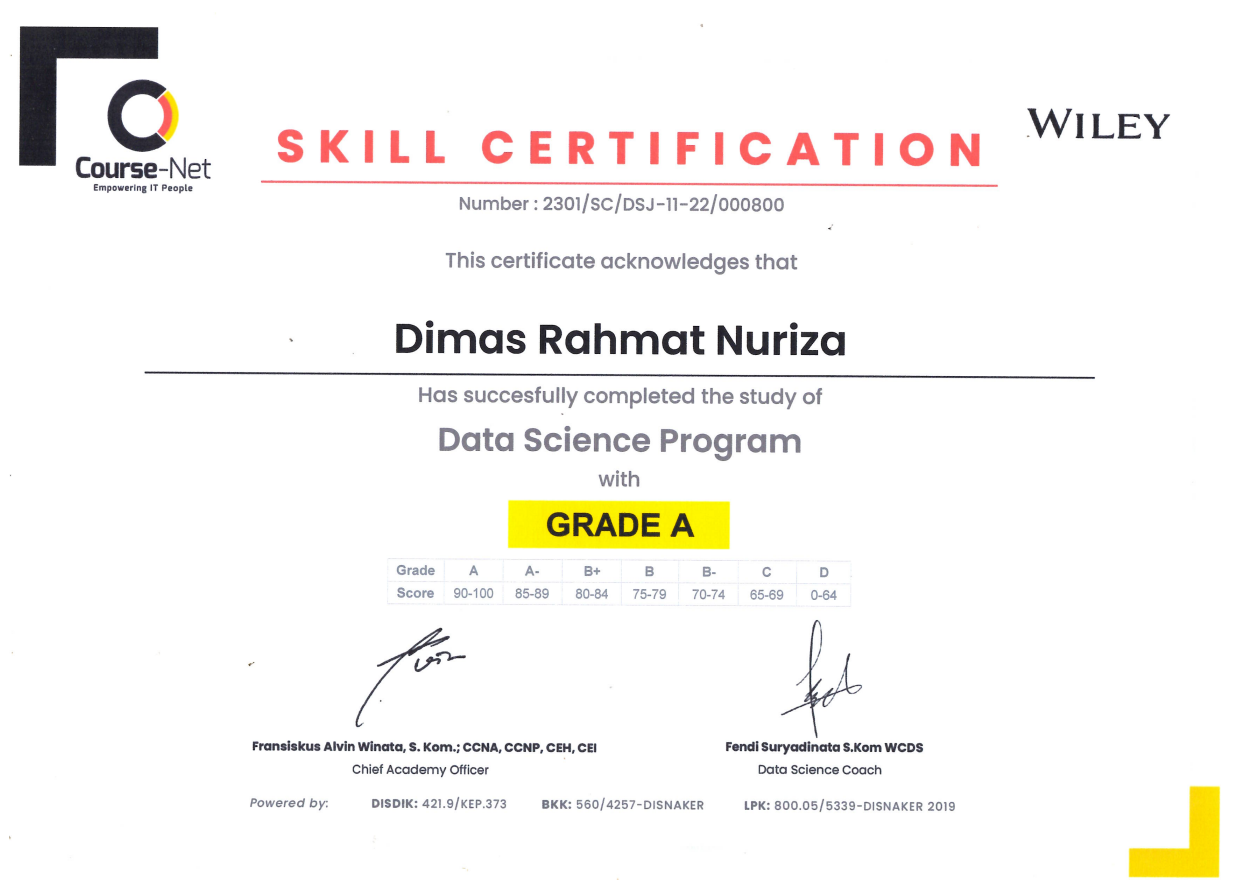 Course-Net
Empowering IT People
WILEY
SKILL CERTIFICATION
Number : 2301/SC/DSJ-11-22/000800
This certificate acknowledges that
Dimas Rahmat Nuriza
Has succesfully completed the study of
Data Science Program
with
GRADE A
Grade A A- B+ B B- C D
Score 90-100 85-89 80-84 75-79 70-74 65-69 0-64
Fransiskus Alvin Winata, S. Kom.; CCNA, CCNP, CEH, CEI
Chief Academy Officer
Fendi Suryadinata S.Kom WCDS
Data Science Coach
Powered by: DISDIK: 421.9/KEP.373 BKK: 560/4257-DISNAKER LPK: 800.05/5339-DISNAKER 2019